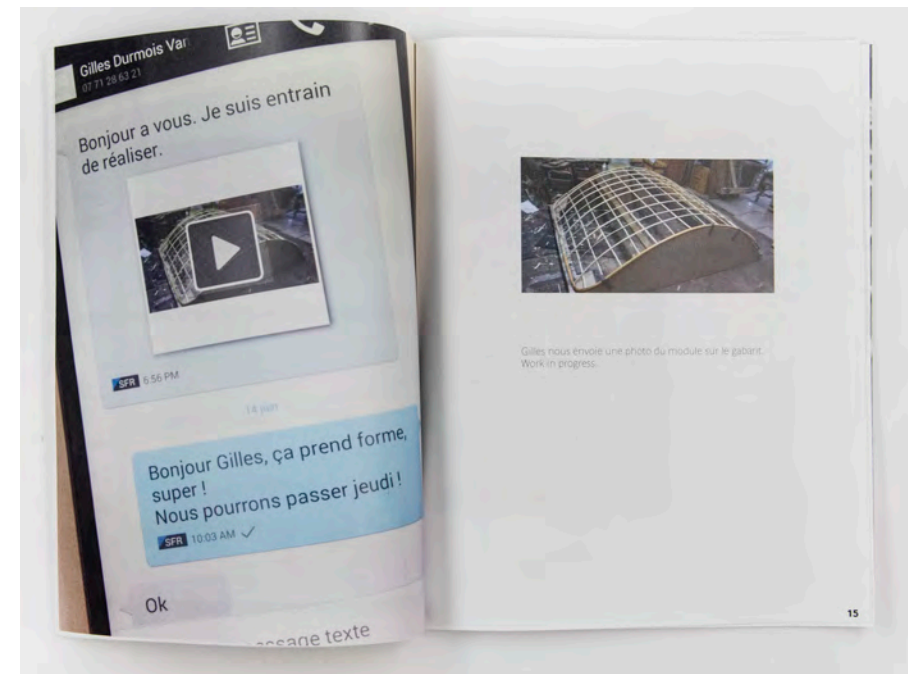 Gilles Durmois Var
07 71 28 63 21
Bonjour a vous. Je suis entrain
de réaliser.
SFR 6:56 PM
14 juin
Bonjour Gilles, ça prend forme,
super !
Nous pourrons passer jeudi !
SFR 10:03 AM
Ok
message texte
Gilles nous envoie une photo du module sur le gabarit.
Work in progress.
15